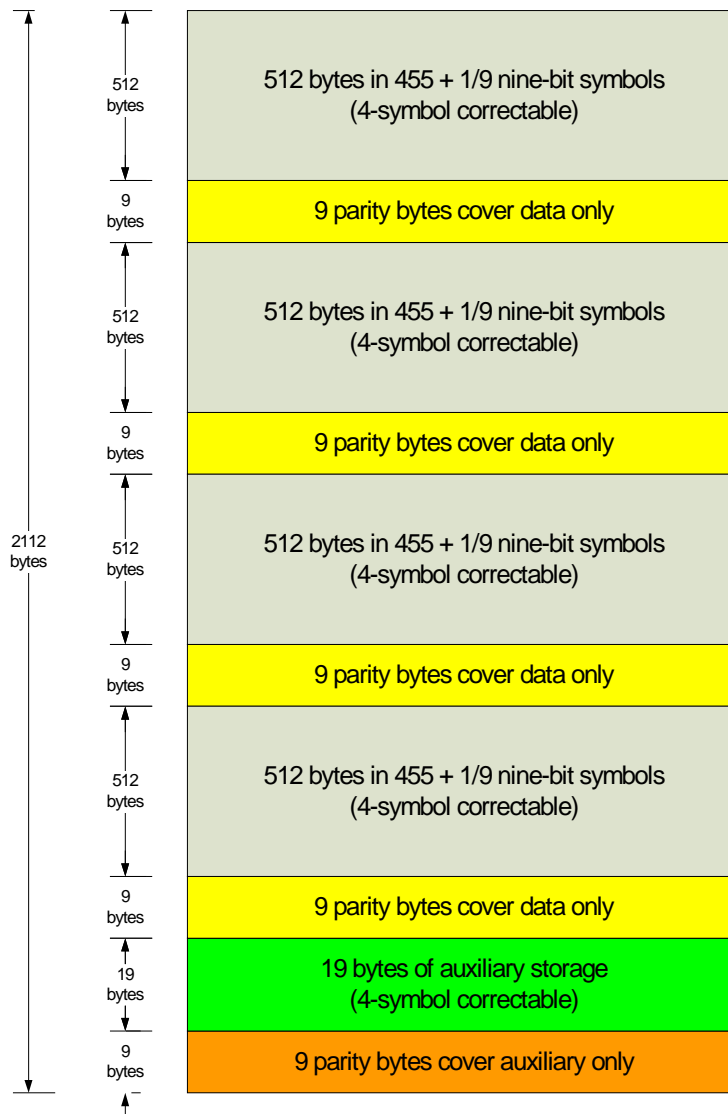 512
bytes
512 bytes in 455 + 1/9 nine-bit symbols
(4-symbol correctable)
9
bytes
9 parity bytes cover data only
512
bytes
512 bytes in 455 + 1/9 nine-bit symbols
(4-symbol correctable)
9
bytes
9 parity bytes cover data only
2112
bytes
512
bytes
512 bytes in 455 + 1/9 nine-bit symbols
(4-symbol correctable)
9
bytes
9 parity bytes cover data only
512
bytes
512 bytes in 455 + 1/9 nine-bit symbols
(4-symbol correctable)
9
bytes
9 parity bytes cover data only
19
bytes
19 bytes of auxiliary storage
(4-symbol correctable)
9
bytes
9 parity bytes cover auxiliary only